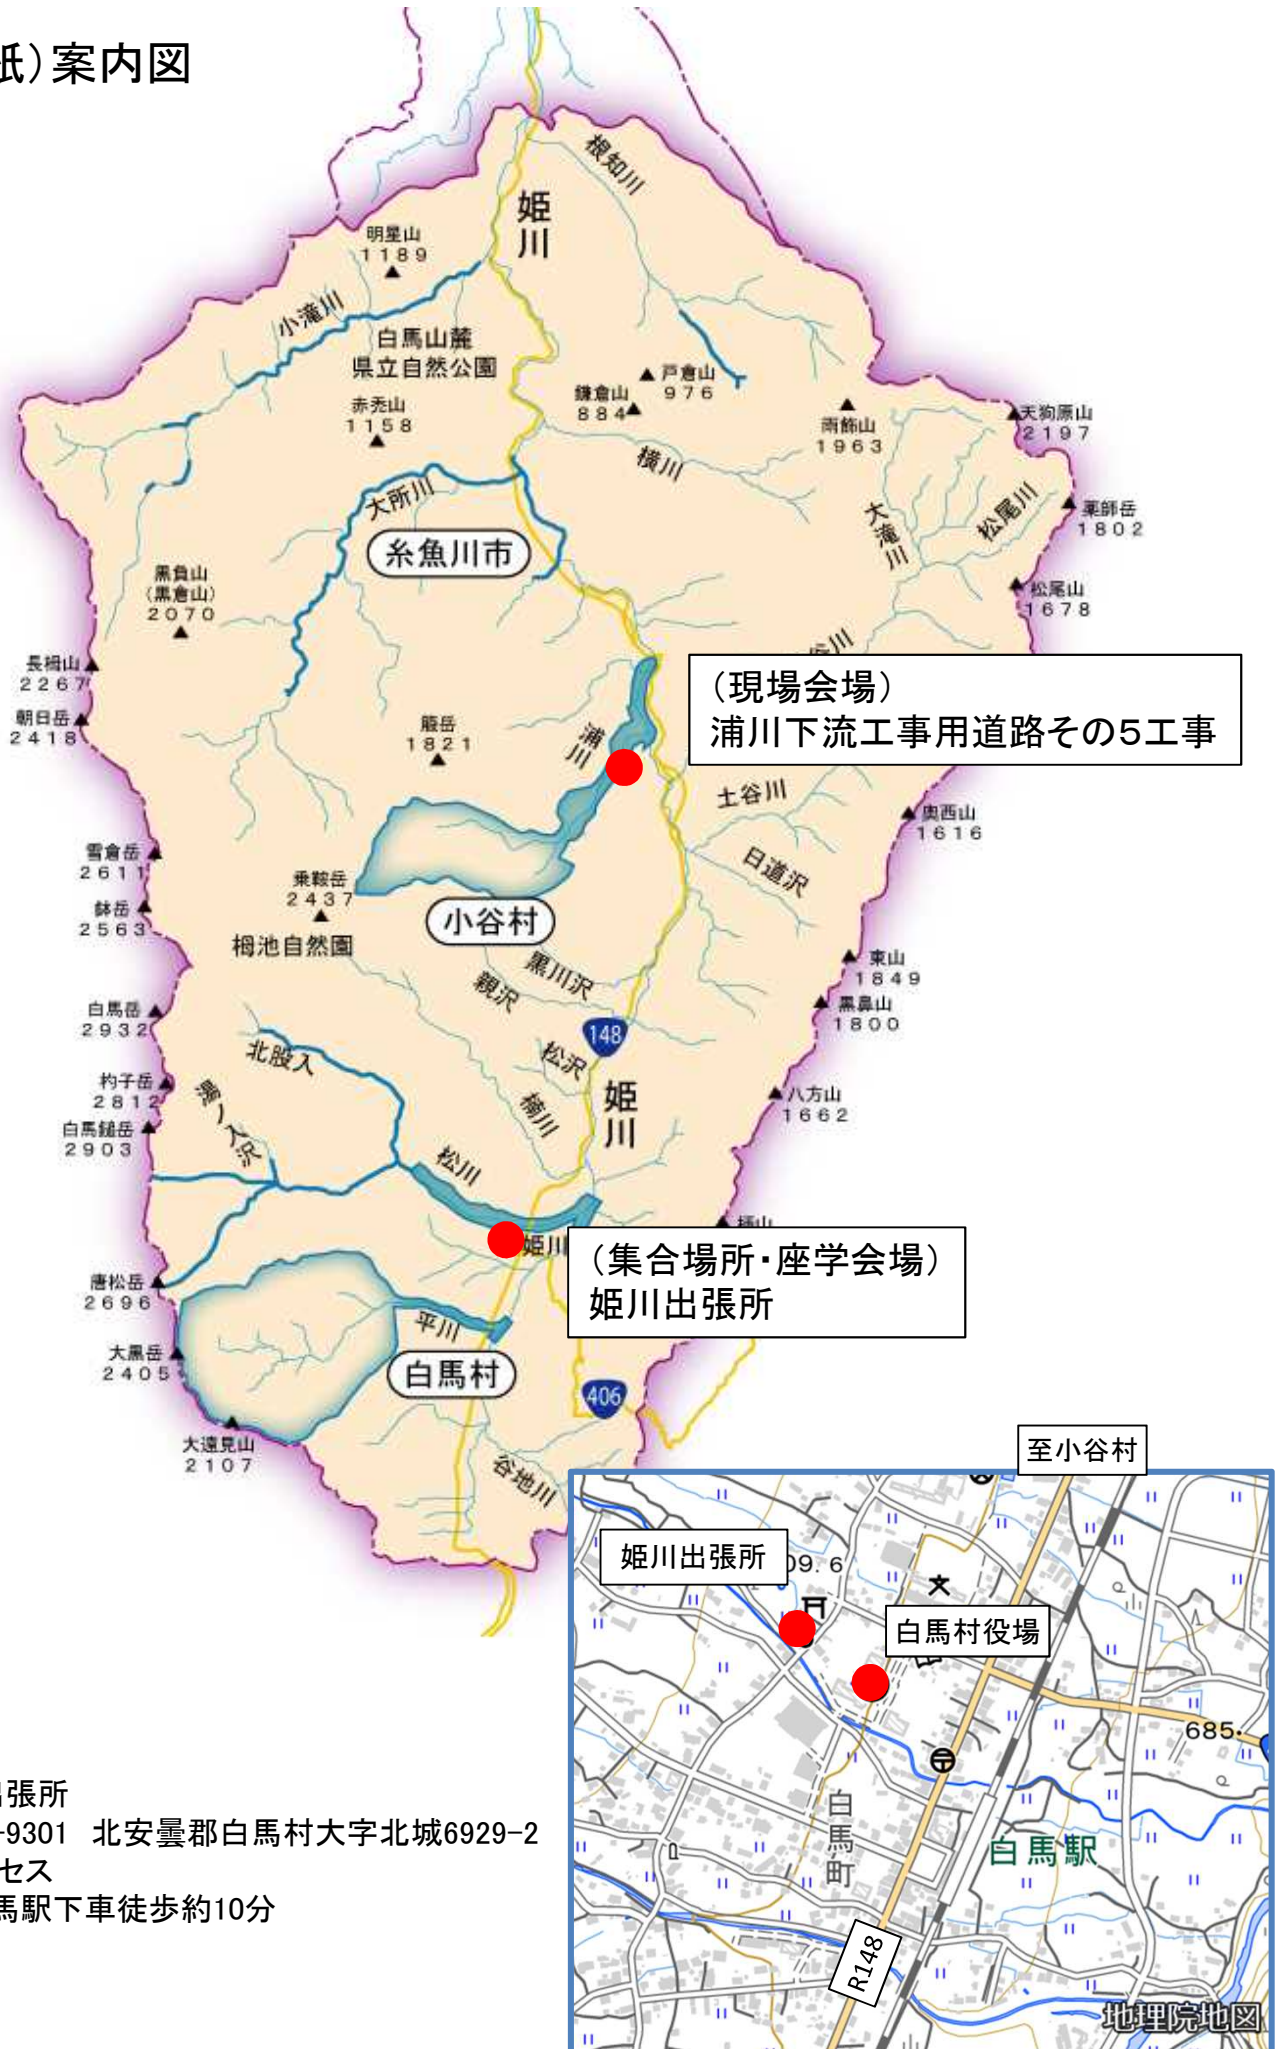 紙）案内図
根知川
姫川
明星山
1189
小滝川
白馬山麓
県立自然公園
戸倉山
976
鎌倉山
884
赤禿山
1158
雨飾山
1963
天狗原山
2197
横川
大所川
大滝川
松尾川
薬師岳
1802
糸魚川市
黒負山
(黒倉山)
2070
松尾山
1678
谷川
長栂山
2267
朝日岳
2418
（現場会場）
浦川下流工事用道路その5工事
1821
浦川
土谷川
奥西山
1616
日道沢
雪倉岳
2611
乗鞍岳
2437
鉢岳
2563
小谷村
栂池自然園
黒川沢
親沢
東山
1849
黒鼻山
1800
白馬岳
2932
148
北股入
松沢
姫川
杓子岳
2812
湯ノ入沢
楠川
八方山
1662
白馬鑓岳
2903
松川
姫川
（集合場所・座学会場）
姫川出張所
唐松岳
2696
平川
大黒岳
2405
白馬村
406
大遠見山
2107
谷地川
至小谷村
姫川出張所
09.6
白馬村役場
685
白馬町
白馬駅
R148
地理院地図
出張所
-9301 北安曇郡白馬村大字北城6929-2
セス
馬駅下車徒歩約10分